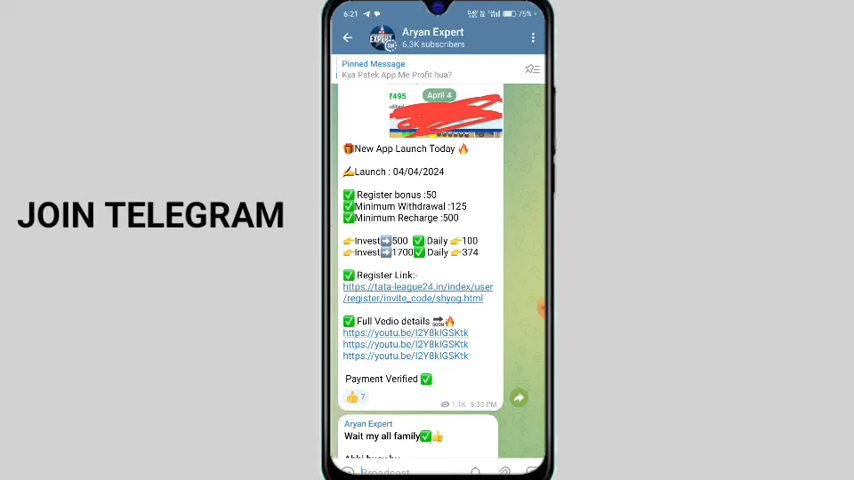 JOIN TELEGRAM
6:21
75%
Aryan Expert
6.3K subscribers
Pinned Message
Kya Patek App Me Profit hua?
₹495
April 4
🎁New App Launch Today 🔥
✍️Launch : 04/04/2024
✅ Register bonus :50
✅Minimum Withdrawal :125
✅Minimum Recharge :500
👉Invest➡️500 ✅ Daily 👉100
👉Invest➡️1700✅ Daily 👉374
✅ Register Link:-
https://tata-league24.in/index/user
/register/invite_code/shyog.html
✅ Full Vedio details 🔜🔥
https://youtu.be/I2Y8kIGSKtk
https://youtu.be/I2Y8kIGSKtk
https://youtu.be/I2Y8kIGSKtk
Payment Verified ✅
👍 7
1.1K 5:33 PM
Aryan Expert
Wait my all family✅👍
Broadcast